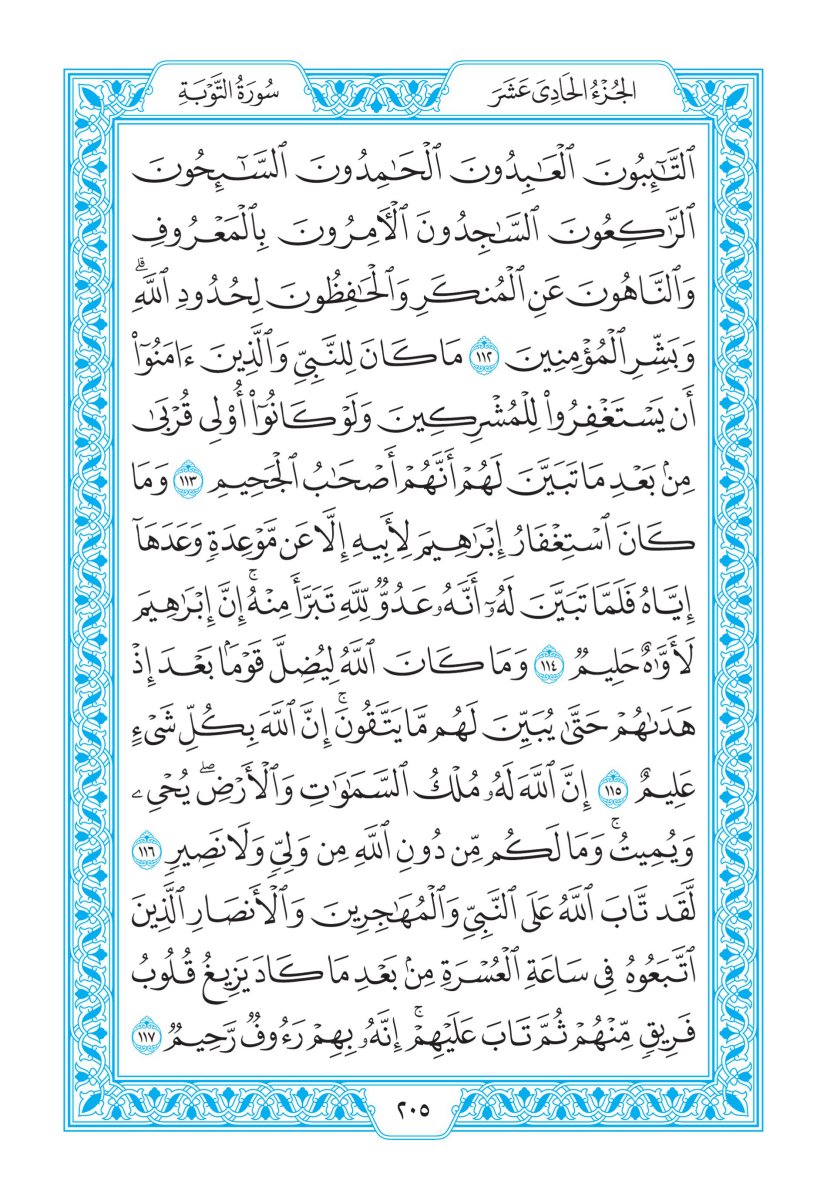 الجُزْءُ الحَادِىَ عَشَرَ
سُورَةُ التَّوْبَةِ
ٱلتَّـٰٓئِبُونَ ٱلْعَـٰبِدُونَ ٱلْحَـٰمِدُونَ ٱلسَّـٰٓئِحُونَ
ٱلرَّٰكِعُونَ ٱلسَّـٰجِدُونَ ٱلْـَٔامِرُونَ بِٱلْمَعْرُوفِ
وَٱلنَّاهُونَ عَنِ ٱلْمُنكَرِ وَٱلْحَـٰفِظُونَ لِحُدُودِ ٱللَّهِ ۗ
وَبَشِّرِ ٱلْمُؤْمِنِينَ ١١٢ مَا كَانَ لِلنَّبِىِّ وَٱلَّذِينَ ءَامَنُوٓا۟
أَن يَسْتَغْفِرُوا۟ لِلْمُشْرِكِينَ وَلَوْ كَانُوٓا۟ أُو۟لِى قُرْبَىٰ
مِنۢ بَعْدِ مَا تَبَيَّنَ لَهُمْ أَنَّهُمْ أَصْحَـٰبُ ٱلْجَحِيمِ ١١٣ وَمَا
كَانَ ٱسْتِغْفَارُ إِبْرَٰهِيمَ لِأَبِيهِ إِلَّا عَن مَّوْعِدَةٍ وَعَدَهَآ
إِيَّاهُ فَلَمَّا تَبَيَّنَ لَهُۥٓ أَنَّهُۥ عَدُوٌّ لِّلَّهِ تَبَرَّأَ مِنْهُ ۚ إِنَّ إِبْرَٰهِيمَ
لَأَوَّٰهٌ حَلِيمٌ ١١٤ وَمَا كَانَ ٱللَّهُ لِيُضِلَّ قَوْمًۢا بَعْدَ إِذْ
هَدَىٰهُمْ حَتَّىٰ يُبَيِّنَ لَهُم مَّا يَتَّقُونَ ۚ إِنَّ ٱللَّهَ بِكُلِّ شَىْءٍ
عَلِيمٌ ١١٥ إِنَّ ٱللَّهَ لَهُۥ مُلْكُ ٱلسَّمَـٰوَٰتِ وَٱلْأَرْضِ ۖ يُحْىِۦ
وَيُمِيتُ ۚ وَمَا لَكُم مِّن دُونِ ٱللَّهِ مِن وَلِىٍّ وَلَا نَصِيرٍ ١١٦
لَّقَد تَّابَ ٱللَّهُ عَلَى ٱلنَّبِىِّ وَٱلْمُهَـٰجِرِينَ وَٱلْأَنصَارِ ٱلَّذِينَ
ٱتَّبَعُوهُ فِى سَاعَةِ ٱلْعُسْرَةِ مِنۢ بَعْدِ مَا كَادَ يَزِيغُ قُلُوبُ
فَرِيقٍ مِّنْهُمْ ثُمَّ تَابَ عَلَيْهِمْ ۚ إِنَّهُۥ بِهِمْ رَءُوفٌ رَّحِيمٌ ١١٧
٢٠٥